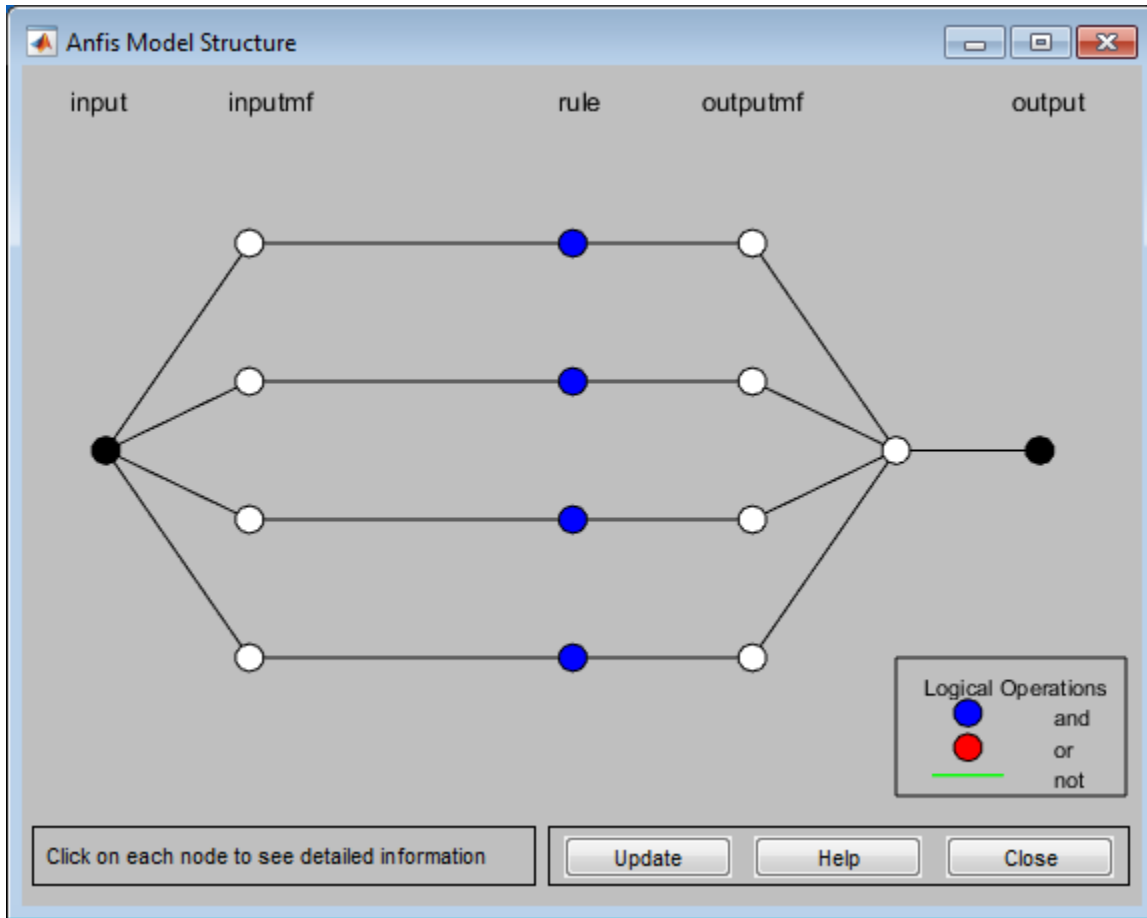 Anfis Model Structure
input inputmf rule outputmf output
Logical Operations
and
or
not
Click on each node to see detailed information
Update Help Close